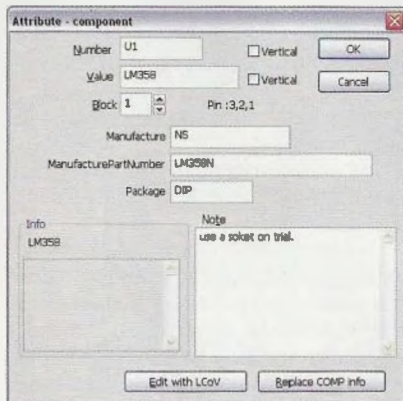 Attribute - component
Number U1 Vertical OK
Value LM358 Vertical Cancel
Block 1 Pin :3,2,1
Manufacture NS
ManufacturePartNumber LM358N
Package DIP
Info
LM358
Note
use a soket on trial.
Edit with LCoV Replace COMP info